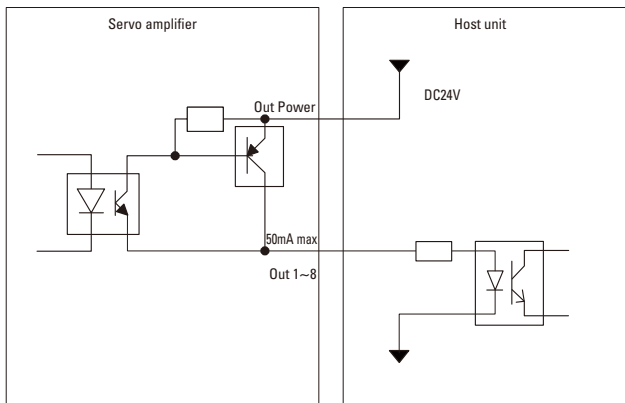 Servo amplifier
Host unit
Out Power
DC24V
50mA max
Out 1~8